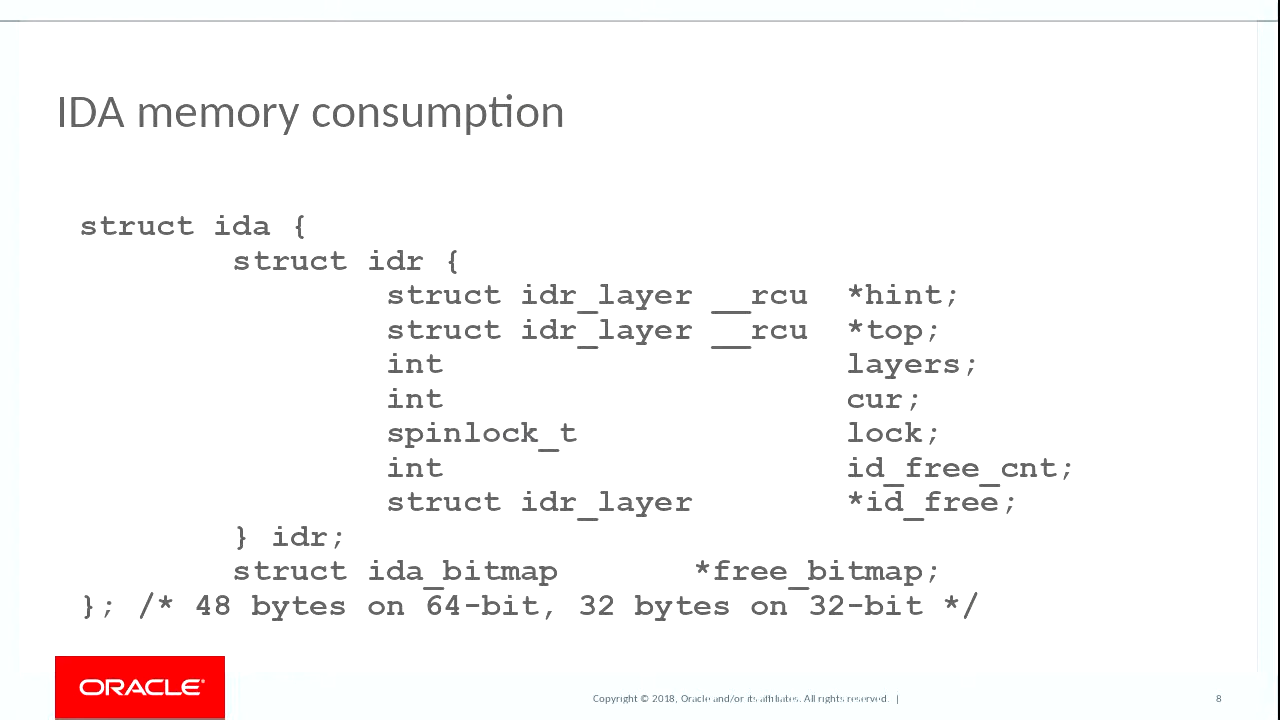 IDA memory consumption
struct ida {
        struct idr {
                struct idr_layer __rcu  *hint;
                struct idr_layer __rcu  *top;
                int                     layers;
                int                     cur;
                spinlock_t              lock;
                int                     id_free_cnt;
                struct idr_layer        *id_free;
        } idr;
        struct ida_bitmap       *free_bitmap;
}; /* 48 bytes on 64-bit, 32 bytes on 32-bit */
ORACLE®
Copyright © 2018, Oracle and/or its affiliates. All rights reserved. |
8